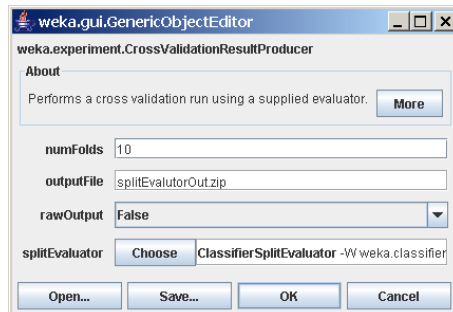 weka.gui.GenericObjectEditor
weka.experiment.CrossValidationResultProducer
About
Performs a cross validation run using a supplied evaluator. More
numFolds 10
outputFile splitEvalutorOut.zip
rawOutput False
splitEvaluator Choose ClassifierSplitEvaluator -W weka.classifier
Open... Save... OK Cancel